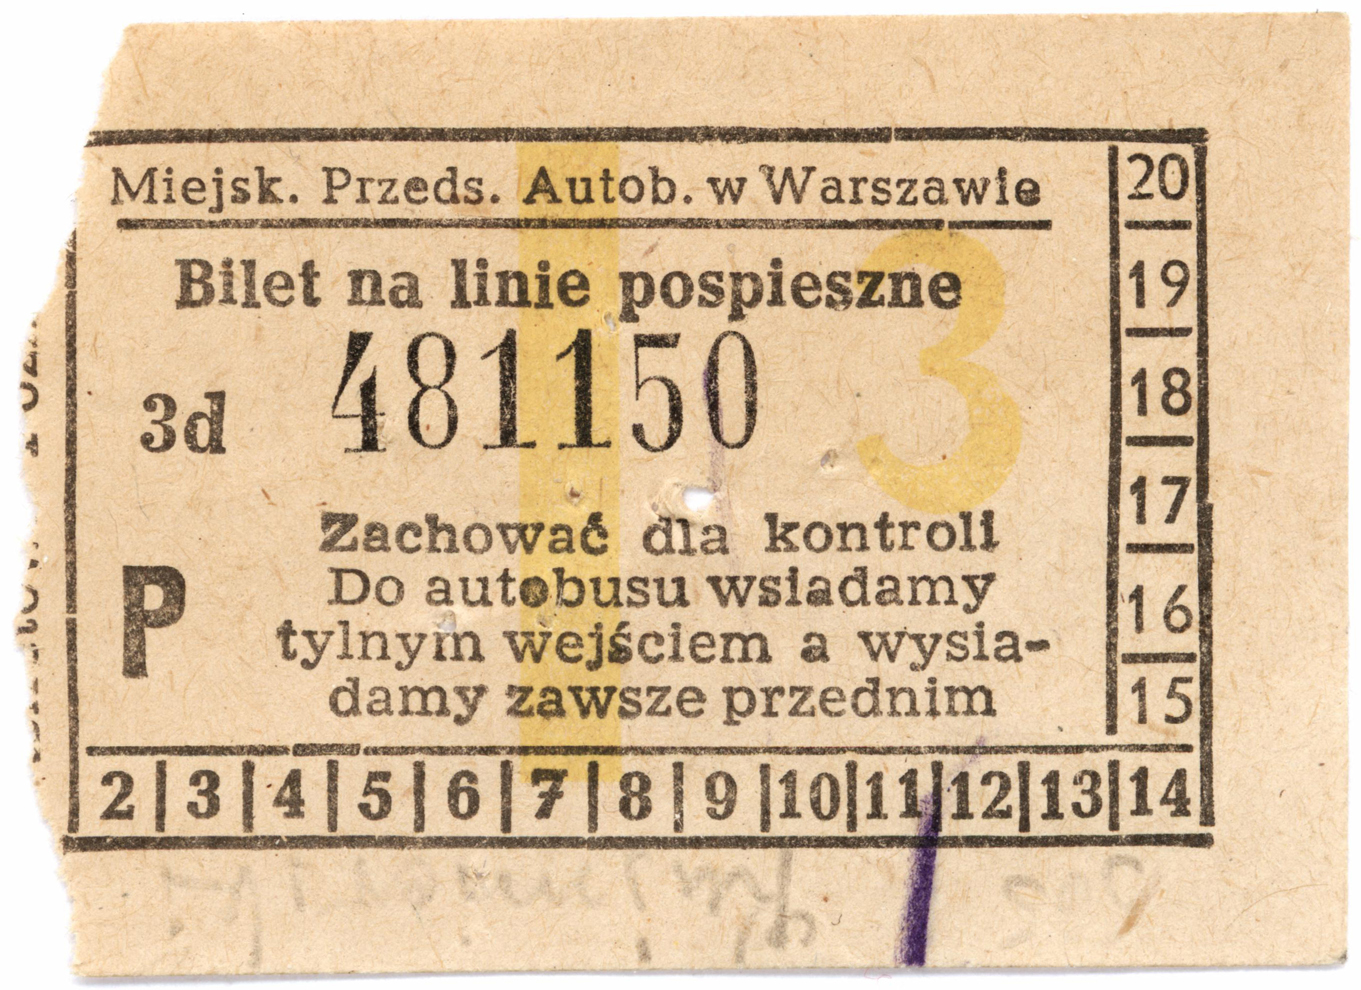 Miejsk. Przeds. Autob. w Warszawie
Bilet na linie pospieszne
481150
3
3d
Zachować dla kontroli
P
Do autobusu wsiadamy
tylnym wejściem a wysia-
damy zawsze przednim
20
19
18
17
16
15
2 3 4 5 6 7 8 9 10 11 12 13 14